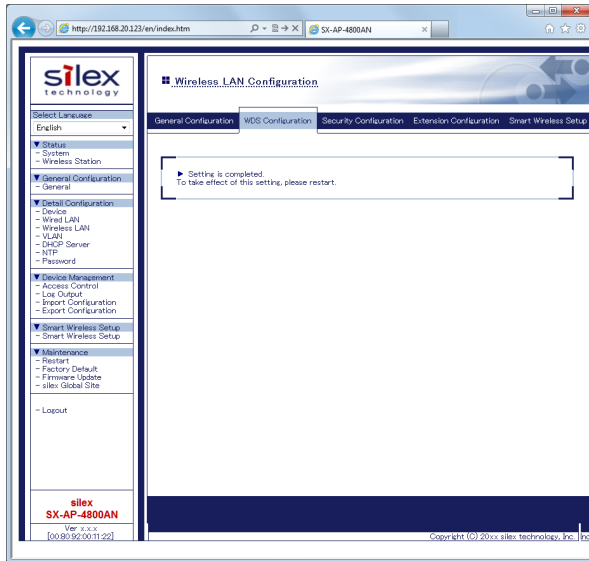 http://192.168.20.123/en/index.htm
SX-AP-4800AN
silex
technology
Select Language
English
▼ Status
- System
- Wireless Station
▼ General Configuration
- General
▼ Detail Configuration
- Device
- Wired LAN
- Wireless LAN
- VLAN
- DHCP Server
- NTP
- Password
▼ Device Management
- Access Control
- Log Output
- Import Configuration
- Export Configuration
▼ Smart Wireless Setup
- Smart Wireless Setup
▼ Maintenance
- Restart
- Factory Default
- Firmware Update
- silex Global Site
- Logout
silex
SX-AP-4800AN
Ver x.x.x
[00:80:92:00:11:22]
Wireless LAN Configuration
General Configuration WDS Configuration Security Configuration Extension Configuration Smart Wireless Setup
► Setting is completed.
To take effect of this setting, please restart.
Copyright (C) 20xx silex technology, Inc.